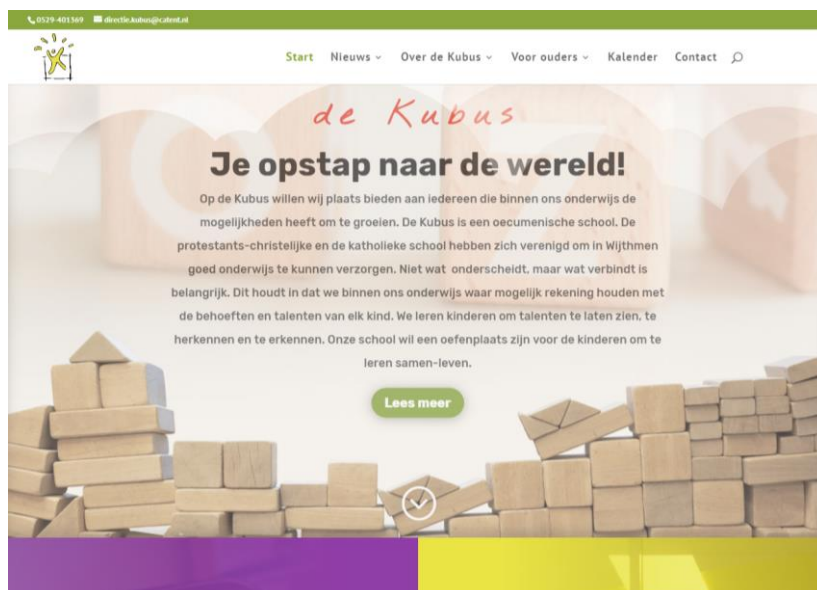 0529-401369 directie.kubus@catent.nl
Start Nieuws Over de Kubus Voor ouders Kalender Contact
de Kubus
Je opstap naar de wereld!
Op de Kubus willen wij plaats bieden aan iedereen die binnen ons onderwijs de
mogelijkheden heeft om te groeien. De Kubus is een oecumenische school. De
protestants-christelijke en de katholieke school hebben zich verenigd om in Wijthmen
goed onderwijs te kunnen verzorgen. Niet wat onderscheidt, maar wat verbindt is
belangrijk. Dit houdt in dat we binnen ons onderwijs waar mogelijk rekening houden met
de behoeften en talenten van elk kind. We leren kinderen om talenten te laten zien, te
herkennen en te erkennen. Onze school wil een oefenplaats zijn voor de kinderen om te
leren samen-leven.
Lees meer